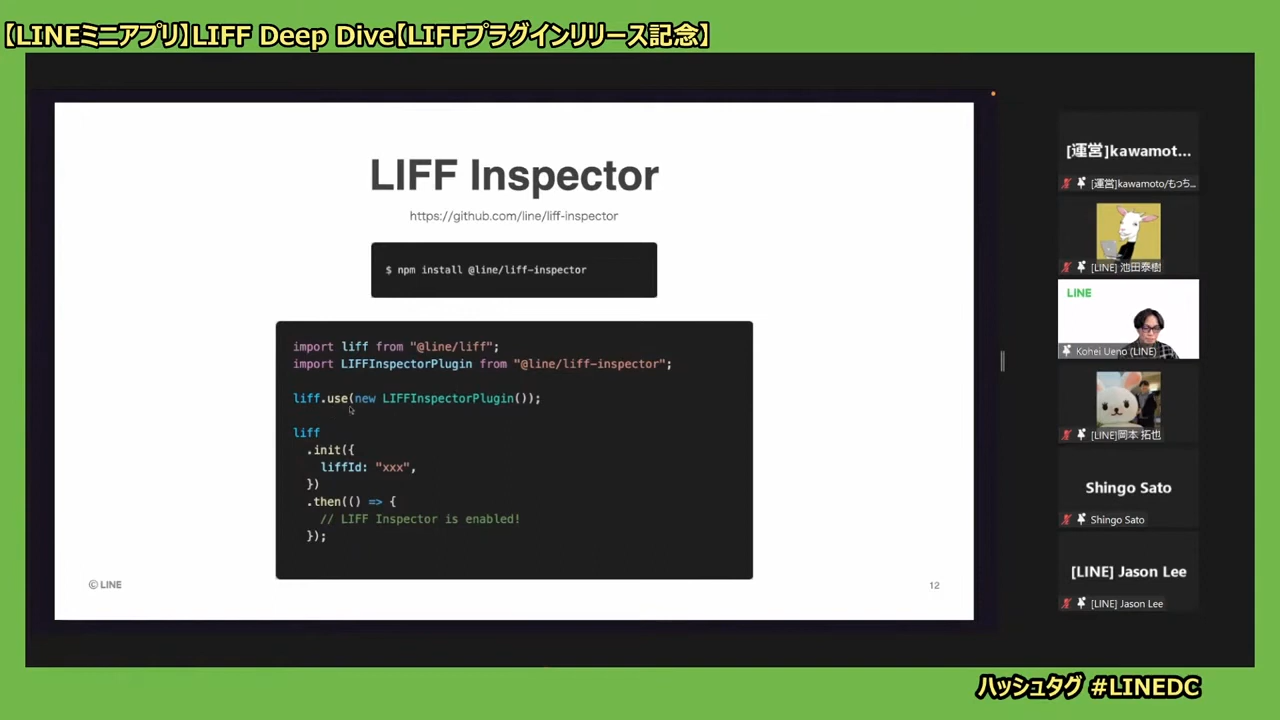 【LINEミニアプリ】LIFF Deep Dive【LIFFプラグインリリース記念】
LIFF Inspector
https://github.com/line/liff-inspector
$ npm install @line/liff-inspector
import liff from "@line/liff";
import LIFFInspectorPlugin from "@line/liff-inspector";
liff.use(new LIFFInspectorPlugin());
liff
.init({
liffId: "xxx",
})
.then(() => {
// LIFF Inspector is enabled!
});
© LINE
12
[運営]kawamot...
[運営]kawamoto/もっち...
[LINE] 池田泰樹
LINE
Kohei Ueno (LINE)
[LINE]岡本 拓也
Shingo Sato
Shingo Sato
[LINE] Jason Lee
[LINE] Jason Lee
ハッシュタグ #LINEDC